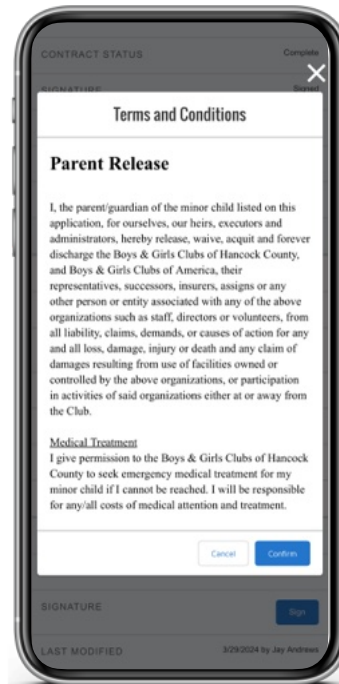 CONTRACT STATUS Complete
SIGNATURE Signed
Terms and Conditions
Parent Release
I, the parent/guardian of the minor child listed on this
application, for ourselves, our heirs, executors and
administrators, hereby release, waive, acquit and forever
discharge the Boys & Girls Clubs of Hancock County,
and Boys & Girls Clubs of America, their
representatives, successors, insurers, assigns or any
other person or entity associated with any of the above
organizations such as staff, directors or volunteers, from
all liability, claims, demands, or causes of action for any
and all loss, damage, injury or death and any claim of
damages resulting from use of facilities owned or
controlled by the above organizations, or participation
in activities of said organizations either at or away from
the Club.
Medical Treatment
I give permission to the Boys & Girls Clubs of Hancock
County to seek emergency medical treatment for my
minor child if I cannot be reached. I will be responsible
for any/all costs of medical attention and treatment.
Cancel Confirm
SIGNATURE Sign
LAST MODIFIED 3/29/2024 by Jay Andrews